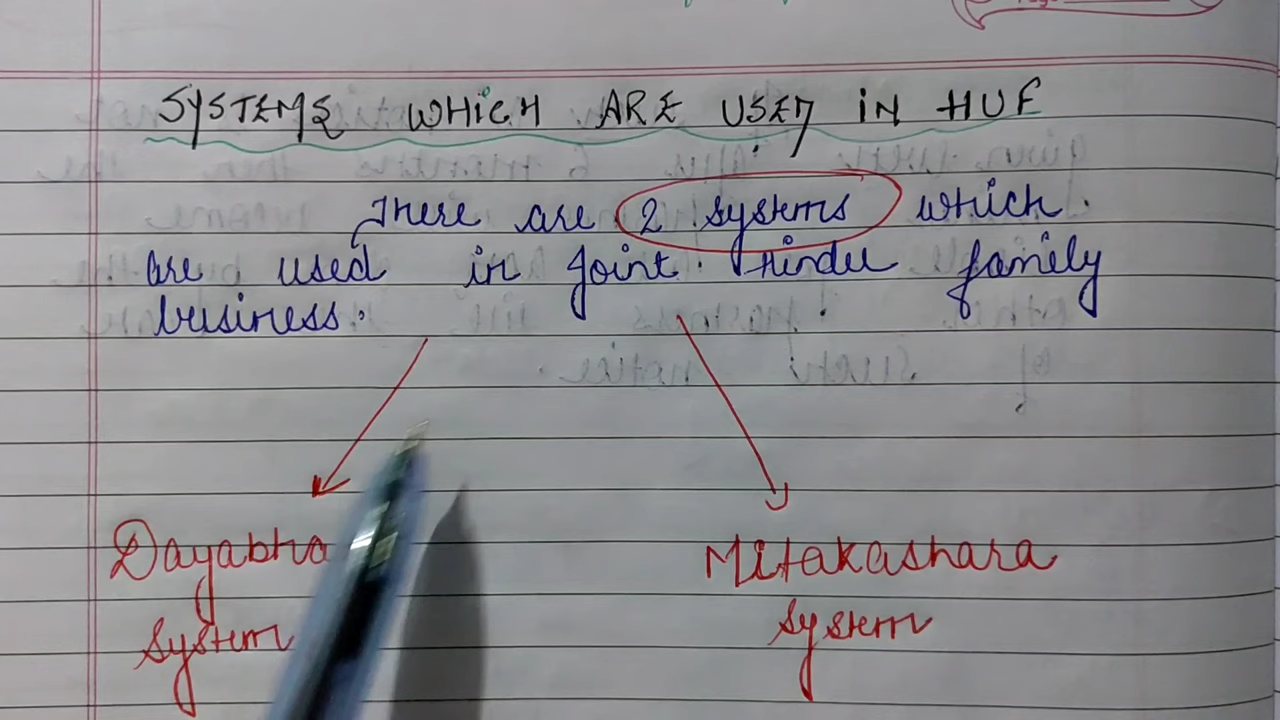 SYSTEMS WHICH ARE USED IN HUF
There are 2 systems which
are used in Joint Hindu family
business.
Dayabha
Mitakashara
system
system